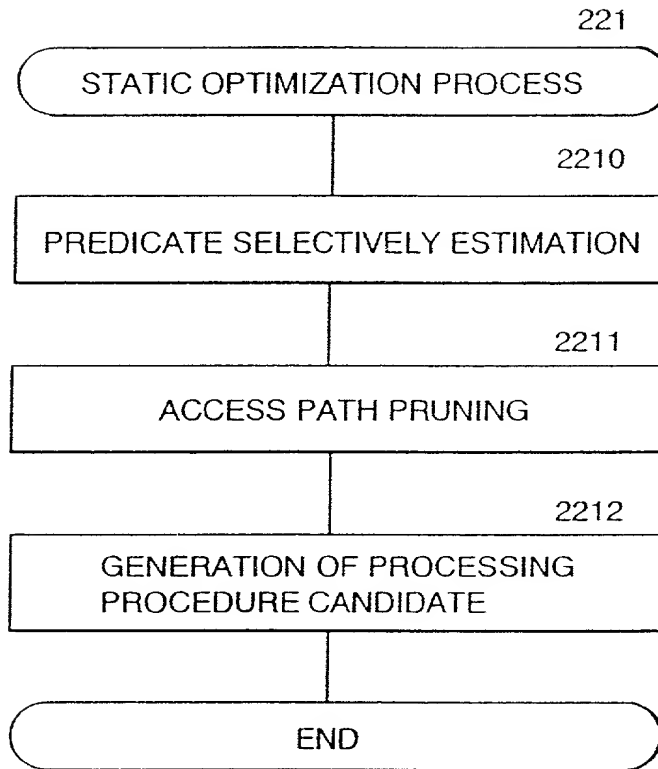 221
STATIC OPTIMIZATION PROCESS
2210
PREDICATE SELECTIVELY ESTIMATION
2211
ACCESS PATH PRUNING
2212
GENERATION OF PROCESSING
PROCEDURE CANDIDATE
END